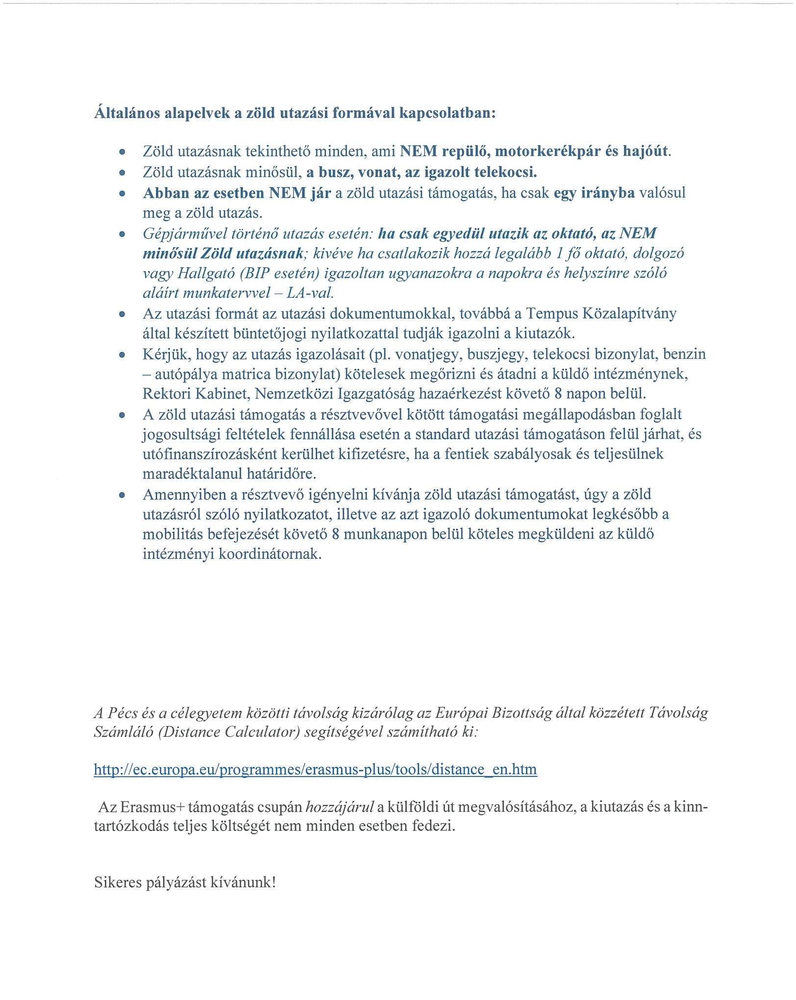 Általános alapelvek a zöld utazási formával kapcsolatban:
• Zöld utazásnak tekinthető minden, ami NEM repülő, motorkerékpár és hajóút.
• Zöld utazásnak minősül, a busz, vonat, az igazolt telekocsi.
• Abban az esetben NEM jár a zöld utazási támogatás, ha csak egy irányba valósul
meg a zöld utazás.
• Gépjárművel történő utazás esetén: ha csak egyedül utazik az oktató, az NEM
minősül Zöld utazásnak; kivéve ha csatlakozik hozzá legalább 1 fő oktató, dolgozó
vagy Hallgató (BIP esetén) igazoltan ugyanazokra a napokra és helyszínre szóló
aláírt munkatervvel – LA-val.
• Az utazási formát az utazási dokumentumokkal, továbbá a Tempus Közalapítvány
által készített büntetőjogi nyilatkozattal tudják igazolni a kiutazók.
• Kérjük, hogy az utazás igazolásait (pl. vonatjegy, buszjegy, telekocsi bizonylat, benzin
– autópálya matrica bizonylat) kötelesek megőrizni és átadni a küldő intézménynek,
Rektori Kabinet, Nemzetközi Igazgatóság hazaérkezést követő 8 napon belül.
• A zöld utazási támogatás a résztvevővel kötött támogatási megállapodásban foglalt
jogosultsági feltételek fennállása esetén a standard utazási támogatáson felül járhat, és
utófinanszírozásként kerülhet kifizetésre, ha a fentiek szabályosak és teljesülnek
maradéktalanul határidőre.
• Amennyiben a résztvevő igényelni kívánja zöld utazási támogatást, úgy a zöld
utazásról szóló nyilatkozatot, illetve az azt igazoló dokumentumokat legkésőbb a
mobilitás befejezését követő 8 munkanapon belül köteles megküldeni az küldő
intézményi koordinátornak.
A Pécs és a célegyetem közötti távolság kizárólag az Európai Bizottság által közzétett Távolság
Számláló (Distance Calculator) segítségével számítható ki:
http://ec.europa.eu/programmes/erasmus-plus/tools/distance_en.htm
Az Erasmus+ támogatás csupán hozzájárul a külföldi út megvalósításához, a kiutazás és a kinn-
tartózkodás teljes költségét nem minden esetben fedezi.
Sikeres pályázást kívánunk!